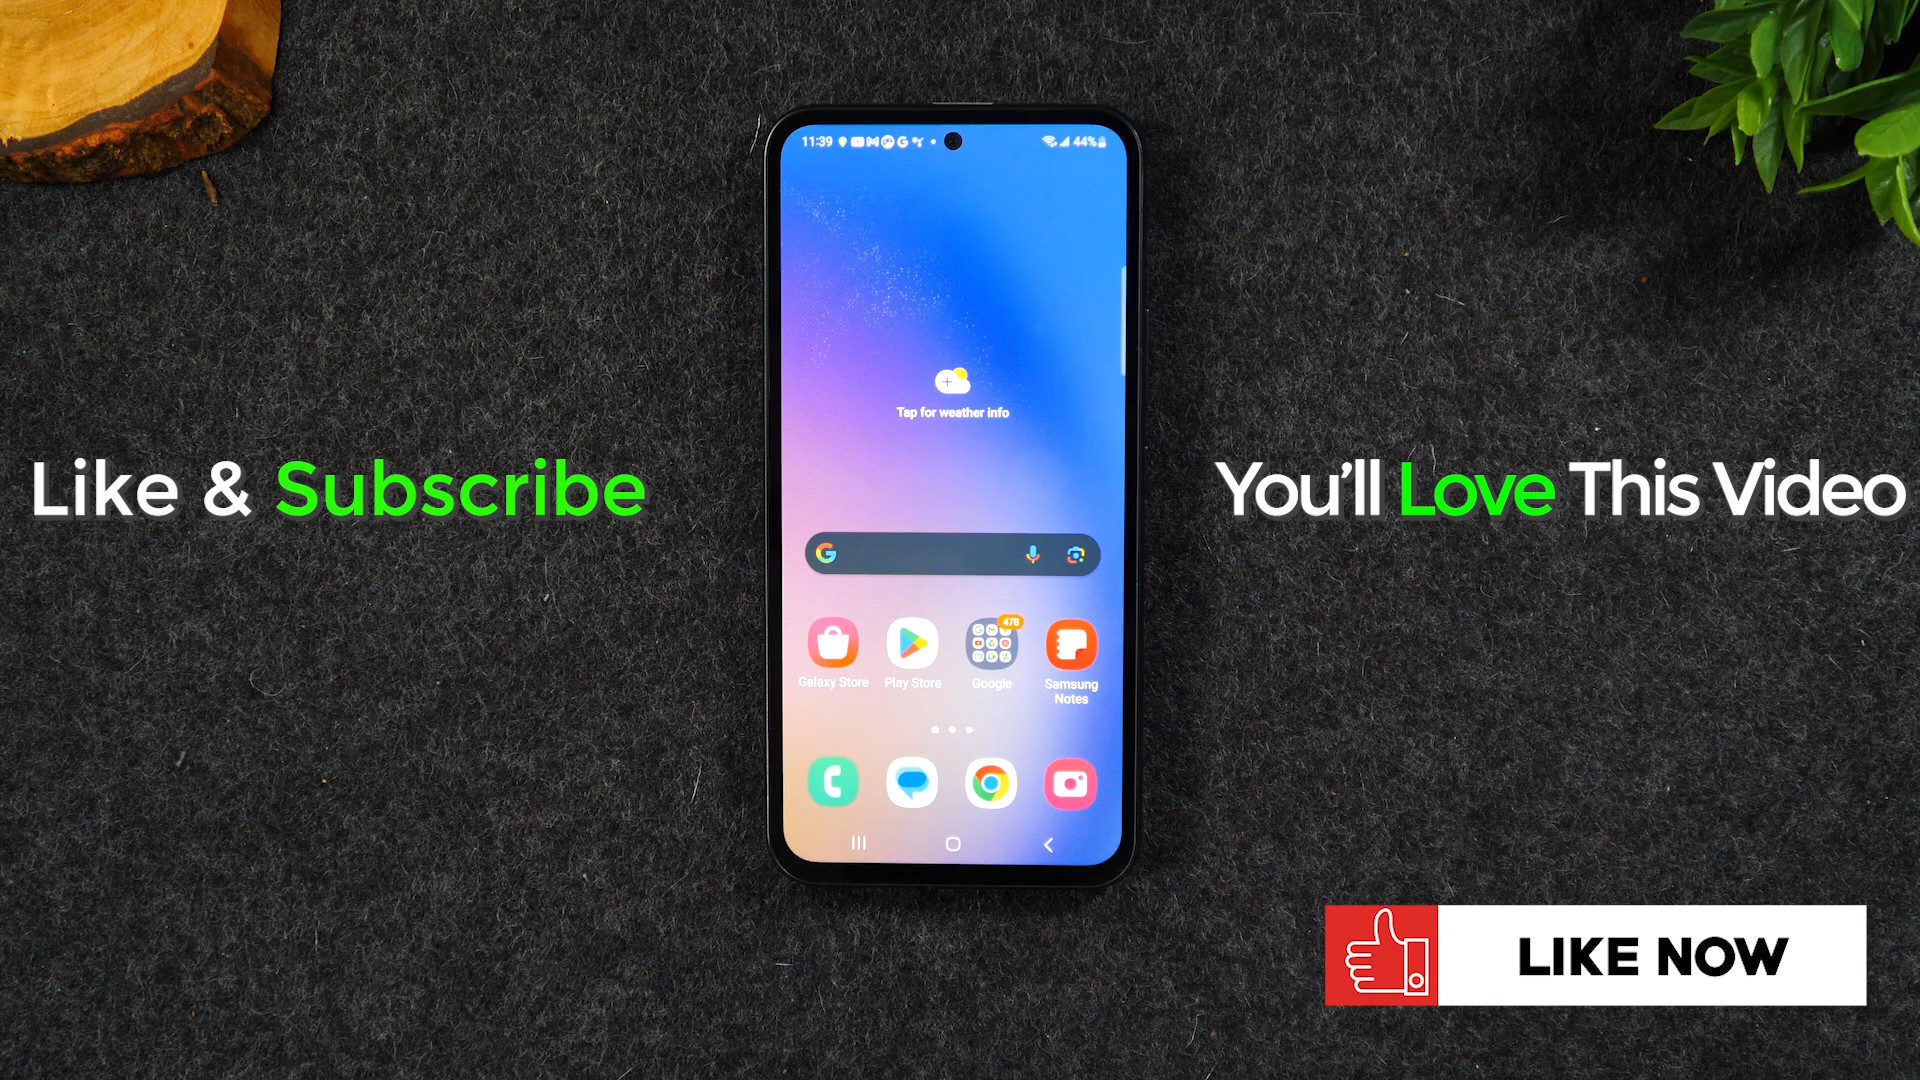 11:39
44%
Tap for weather info
Like & Subscribe
You'll Love This Video
478
Galaxy Store
Play Store
Google
Samsung
Notes
LIKE NOW